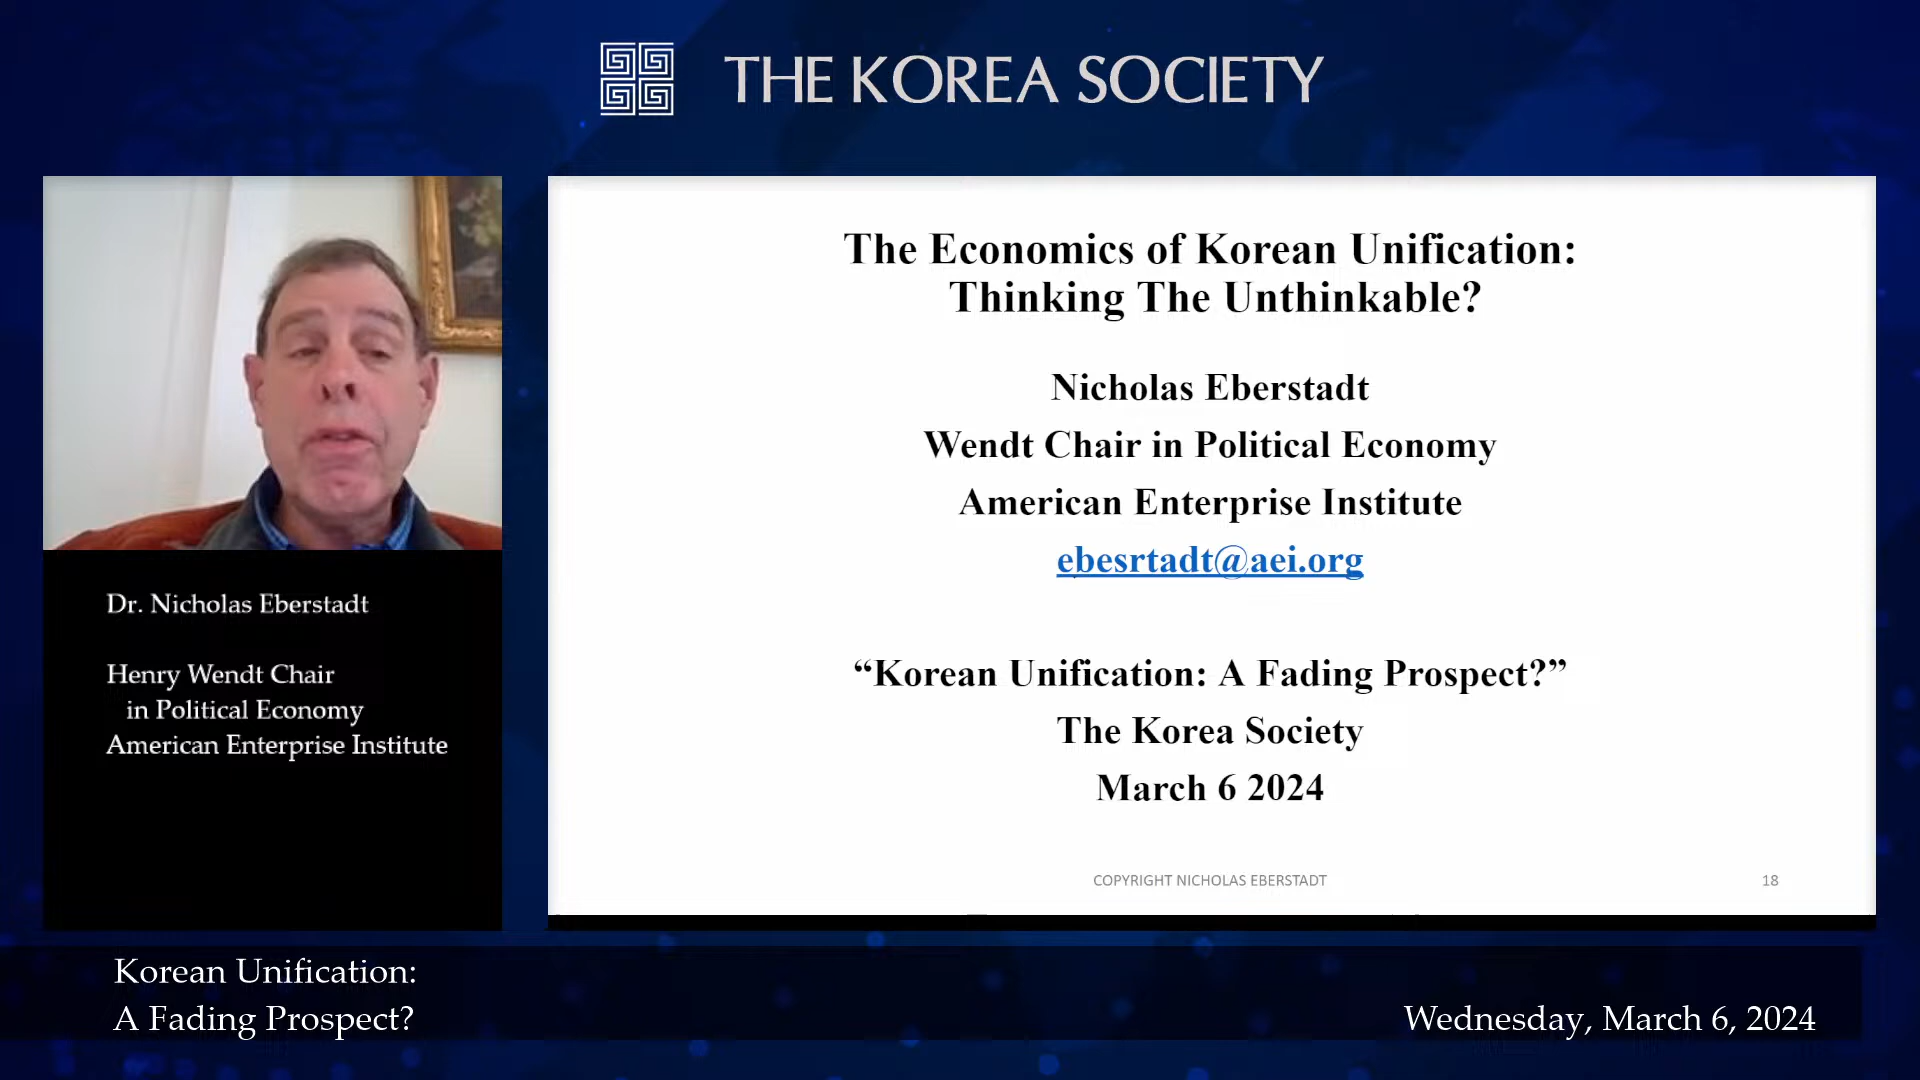 THE KOREA SOCIETY
Dr. Nicholas Eberstadt
Henry Wendt Chair
in Political Economy
American Enterprise Institute
The Economics of Korean Unification:
Thinking The Unthinkable?
Nicholas Eberstadt
Wendt Chair in Political Economy
American Enterprise Institute
ebesrtadt@aei.org
“Korean Unification: A Fading Prospect?”
The Korea Society
March 6 2024
COPYRIGHT NICHOLAS EBERSTADT
18
Korean Unification:
A Fading Prospect?
Wednesday, March 6, 2024